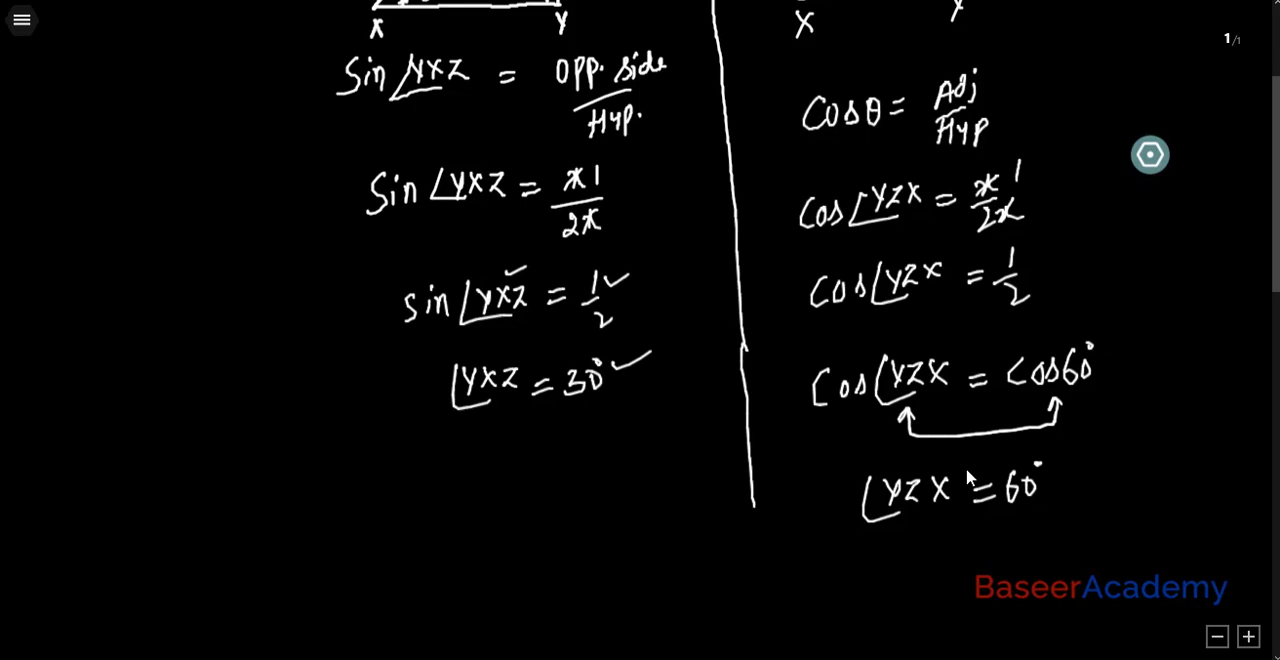 X Y
Sin ∠YXZ = Opp. Side / Hyp.
Sin ∠YXZ = x 1 / 2x
sin ∠YXZ = 1 / 2
∠YXZ = 30°
X Y
Cosθ = Adj / Hyp
Cos ∠YZX = x 1 / 2x
Cos ∠YZX = 1 / 2
Cos ∠YZX = Cos60°
∠YZX = 60°
1/1
BaseerAcademy